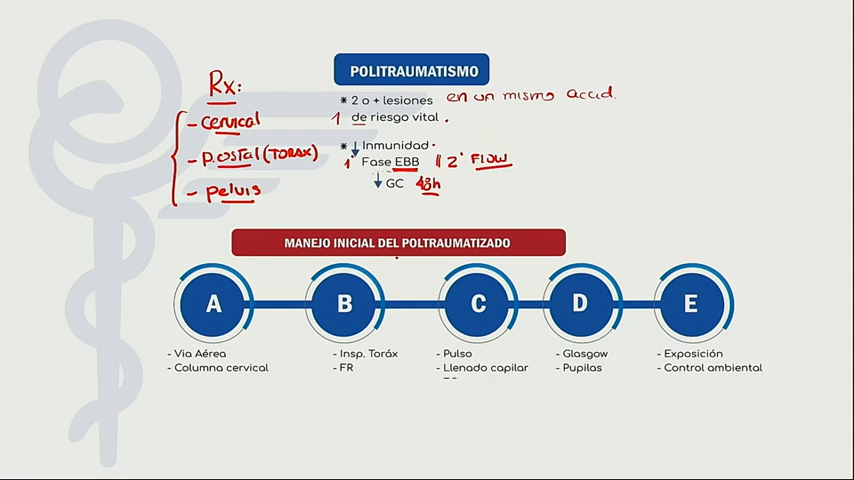 POLITRAUMATISMO
Rx:
- cervical
- P.ostal (TORAX)
- pelvis
* 2 o + lesiones en un mismo accid.
1 de riesgo vital.
* ↓ Inmunidad
1° Fase EBB || 2° FLOW
↓ GC 48h
MANEJO INICIAL DEL POLTRAUMATIZADO
A
B
C
D
E
- Via Aérea
- Columna cervical
- Insp. Toráx
- FR
- Pulso
- Llenado capilar
- Glasgow
- Pupilas
- Exposición
- Control ambiental